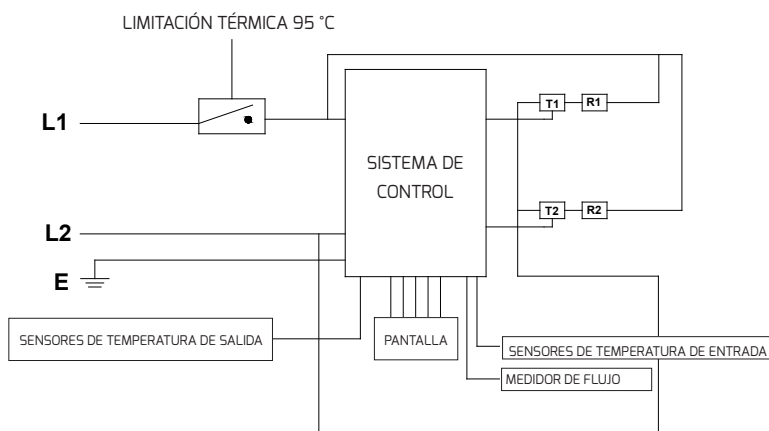 LIMITACIÓN TÉRMICA 95 °C
L1
T1
R1
SISTEMA DE
CONTROL
T2
R2
L2
E
SENSORES DE TEMPERATURA DE SALIDA
PANTALLA
SENSORES DE TEMPERATURA DE ENTRADA
MEDIDOR DE FLUJO